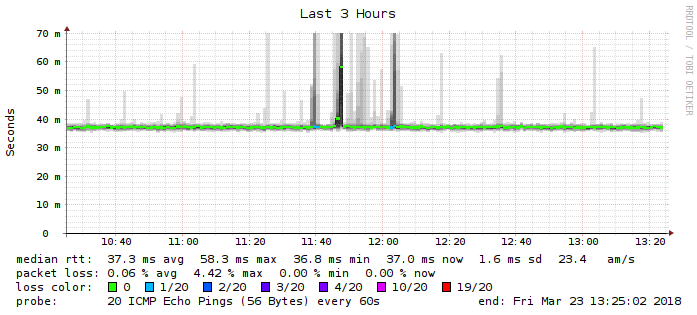 Last 3 Hours
RRDTOOL / TOBI OETIKER
Seconds
70 m
60 m
50 m
40 m
30 m
20 m
10 m
0
10:40 11:00 11:20 11:40 12:00 12:20 12:40 13:00 13:20
median rtt: 37.3 ms avg 58.3 ms max 36.8 ms min 37.0 ms now 1.6 ms sd 23.4 am/s
packet loss: 0.06 % avg 4.42 % max 0.00 % min 0.00 % now
loss color: 0 1/20 2/20 3/20 4/20 10/20 19/20
probe: 20 ICMP Echo Pings (56 Bytes) every 60s end: Fri Mar 23 13:25:02 2018